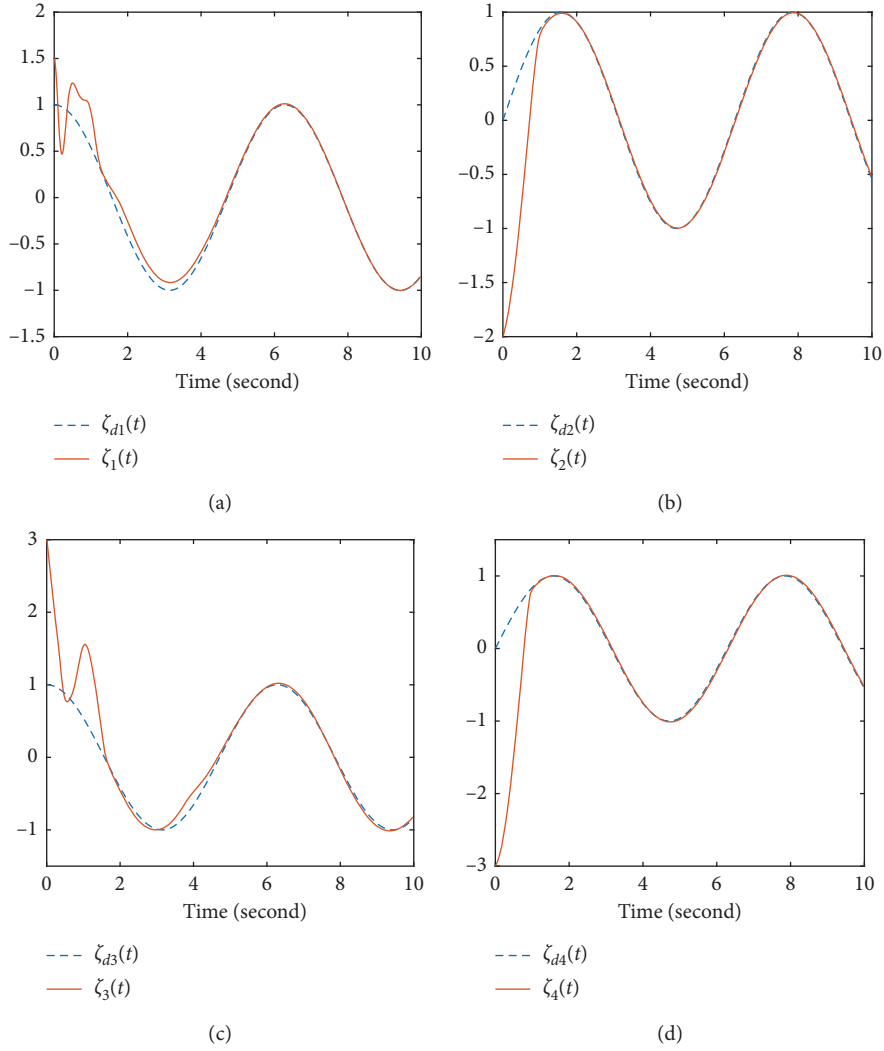 2
1.5
1
0.5
0
–0.5
–1
–1.5
0 2 4 6 8 10
Time (second)
ζd1(t)
ζ1(t)
(a)
1
0.5
0
–0.5
–1
–1.5
–2
0 2 4 6 8 10
Time (second)
ζd2(t)
ζ2(t)
(b)
3
2
1
0
–1
0 2 4 6 8 10
Time (second)
ζd3(t)
ζ3(t)
(c)
1
0
–1
–2
–3
0 2 4 6 8 10
Time (second)
ζd4(t)
ζ4(t)
(d)